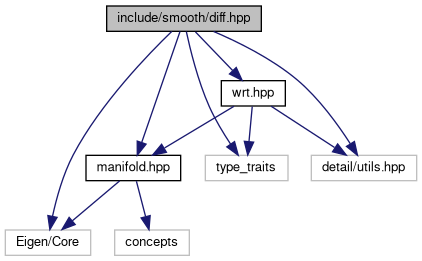 include/smooth/diff.hpp
wrt.hpp
manifold.hpp
type_traits
detail/utils.hpp
Eigen/Core
concepts